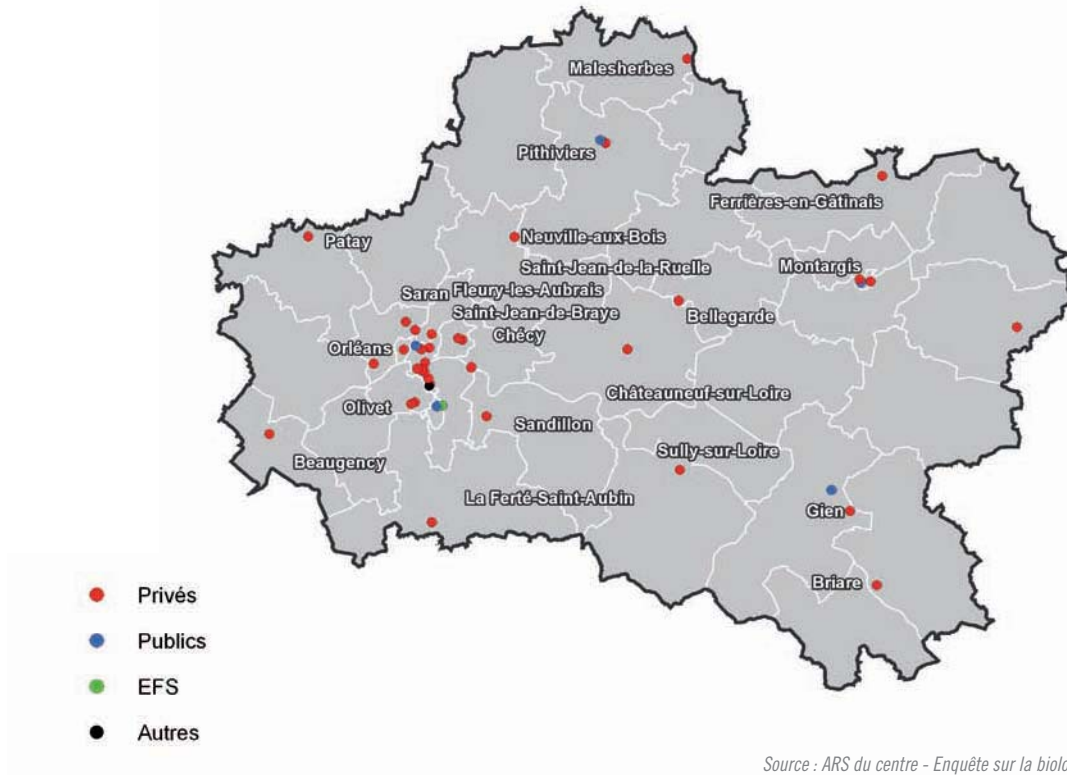 Malesherbes
Pithiviers
Ferrières-en-Gâtinais
Patay
Neuville-aux-Bois
Saint-Jean-de-la-Ruelle
Montargis
Saran
Fleury-les-Aubrais
Saint-Jean-de-Braye
Bellegarde
Chécy
Orléans
Châteauneuf-sur-Loire
Olivet
Sandillon
Sully-sur-Loire
Beaugency
La Ferté-Saint-Aubin
Gien
Briare
Privés
Publics
EFS
Autres
Source : ARS du centre - Enquête sur la biolo